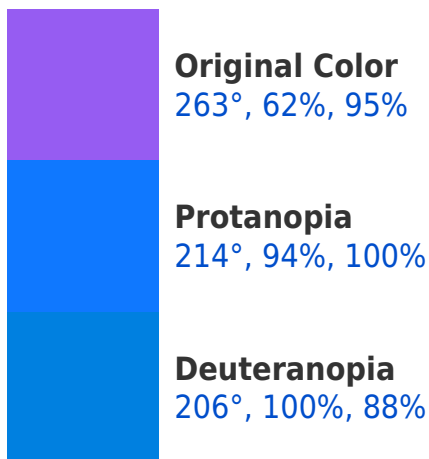 Original Color
263°, 62%, 95%
Protanopia
214°, 94%, 100%
Deuteranopia
206°, 100%, 88%